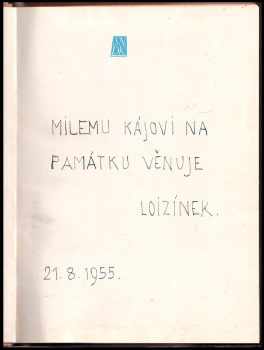 MILEMU KÁJOVI NA
PAMÁTKU VĚNUJE
LOIZÍNEK.
21.8.1955.